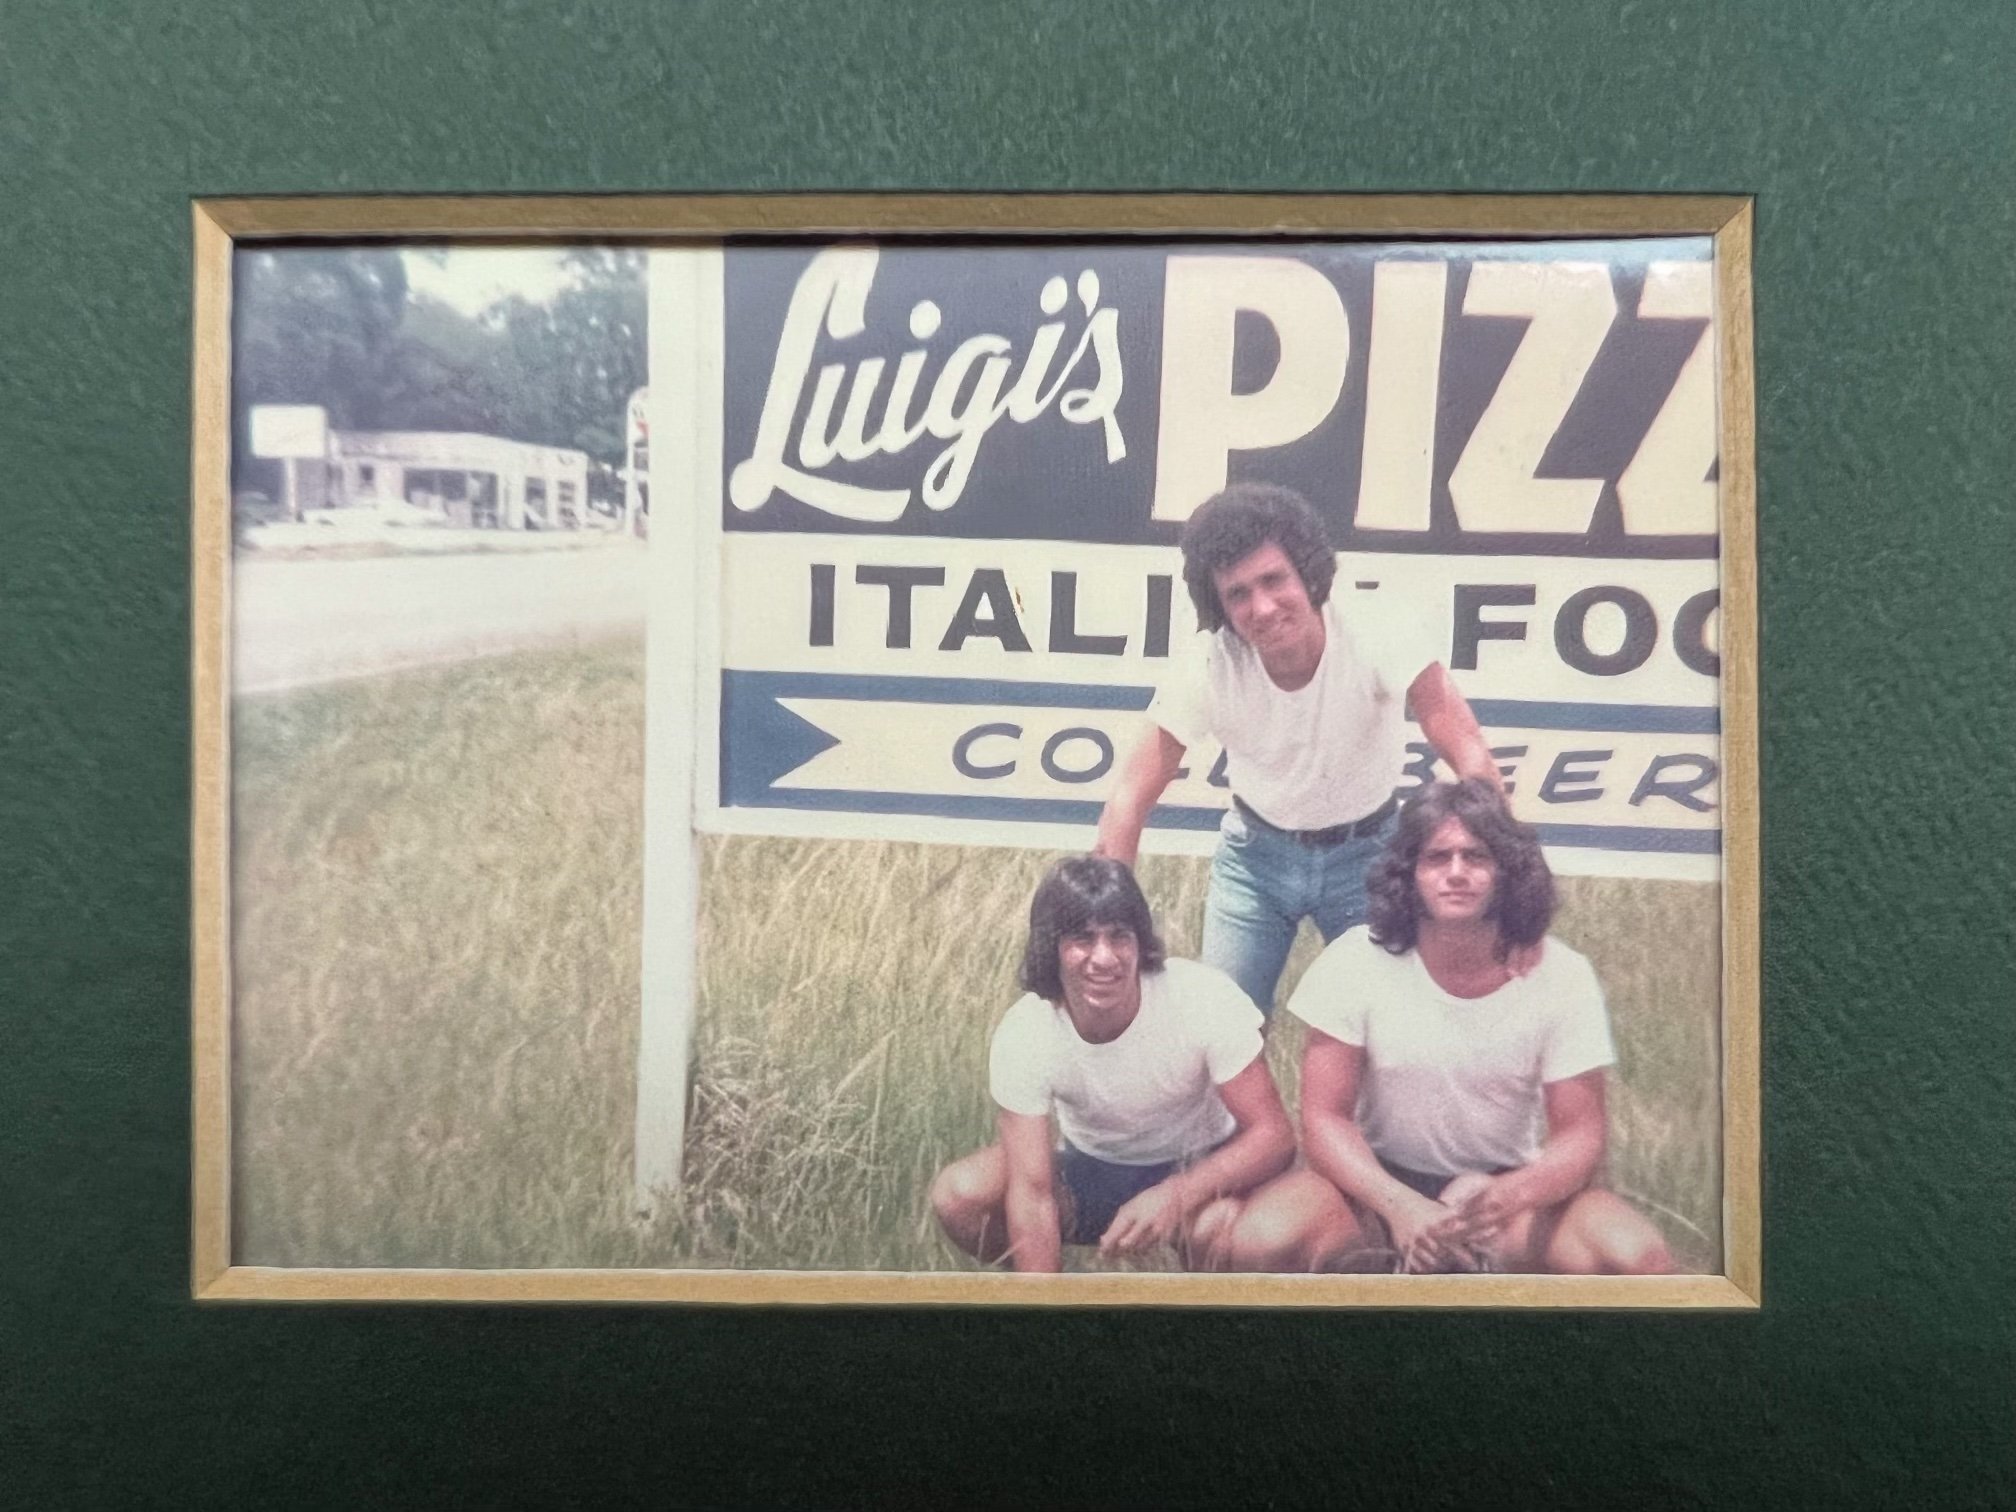 Luigi's PIZZ
ITALI FOO
CO BEER